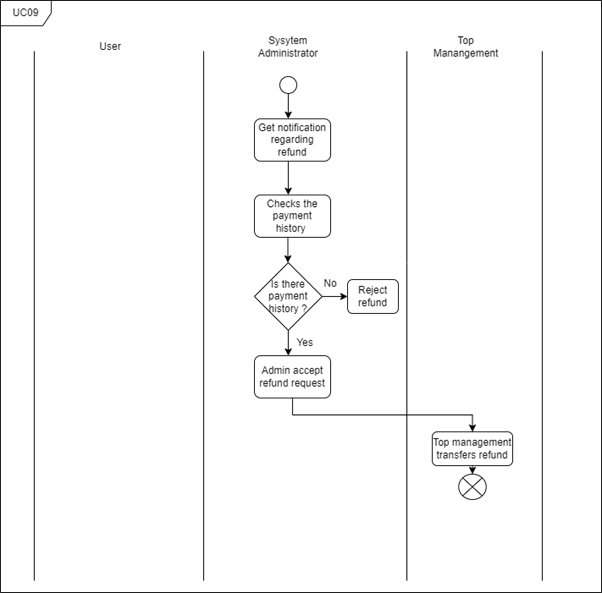 UC09
User
Sysytem
Administrator
Top
Manangement
Get notification
regarding
refund
Checks the
payment
history
Is there
payment
history ?
No
Reject
refund
Yes
Admin accept
refund request
Top management
transfers refund